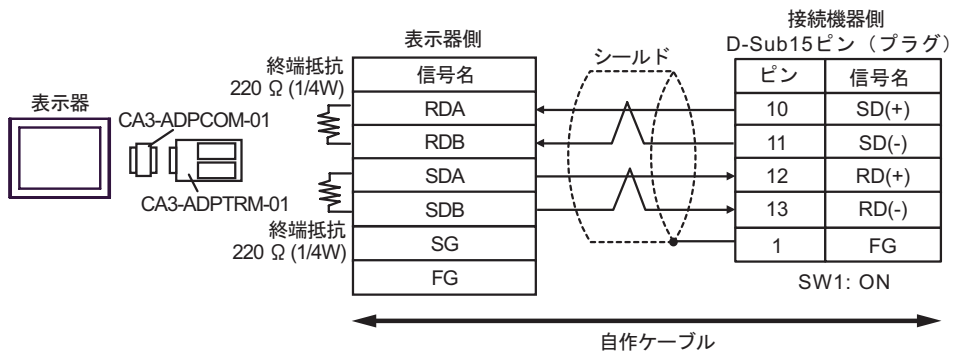 接続機器側
D-Sub15ピン（プラグ）
表示器側
シールド
終端抵抗
220 Ω (1/4W)
信号名
ピン
信号名
表示器
CA3-ADPCOM-01
CA3-ADPTRM-01
RDA
10
SD(+)
RDB
11
SD(-)
SDA
12
RD(+)
SDB
13
RD(-)
終端抵抗
220 Ω (1/4W)
SG
1
FG
FG
SW1: ON
自作ケーブル